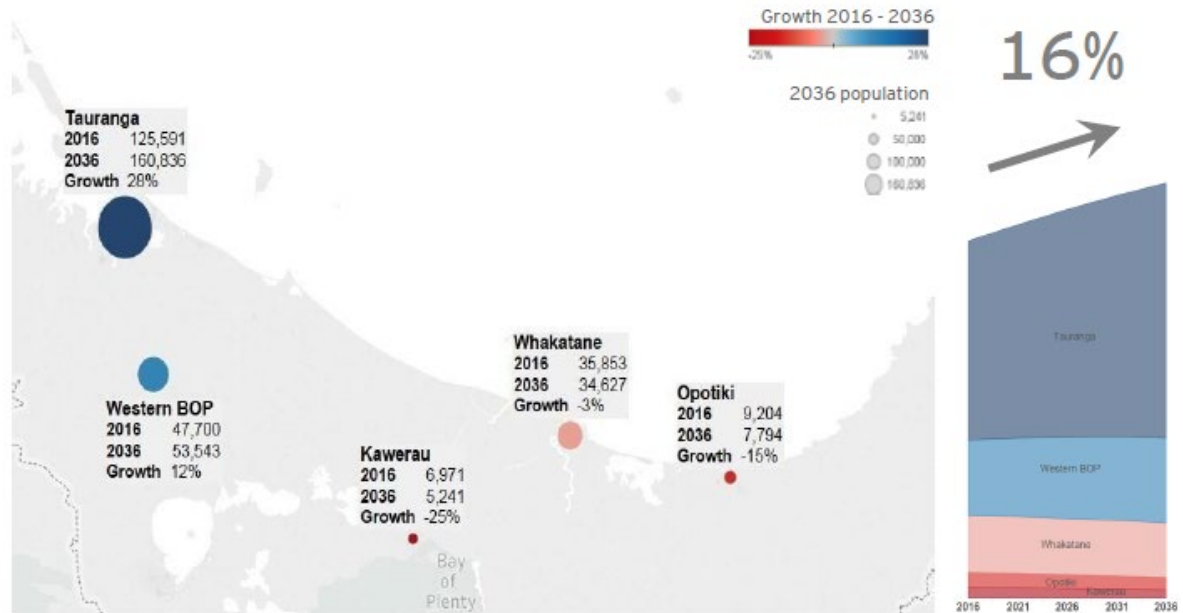 Growth 2016 - 2036
-25%
28%
2036 population
5,241
50,000
100,000
160,836
16%
Tauranga
2016 125,591
2036 160,836
Growth 28%
Western BOP
2016 47,700
2036 53,543
Growth 12%
Kawerau
2016 6,971
2036 5,241
Growth -25%
Whakatane
2016 35,853
2036 34,627
Growth -3%
Opotiki
2016 9,204
2036 7,794
Growth -15%
Bay
of
Plenty
Tauranga
Western BOP
Whakatane
Opotiki
Kawerau
2016 2021 2026 2031 2036